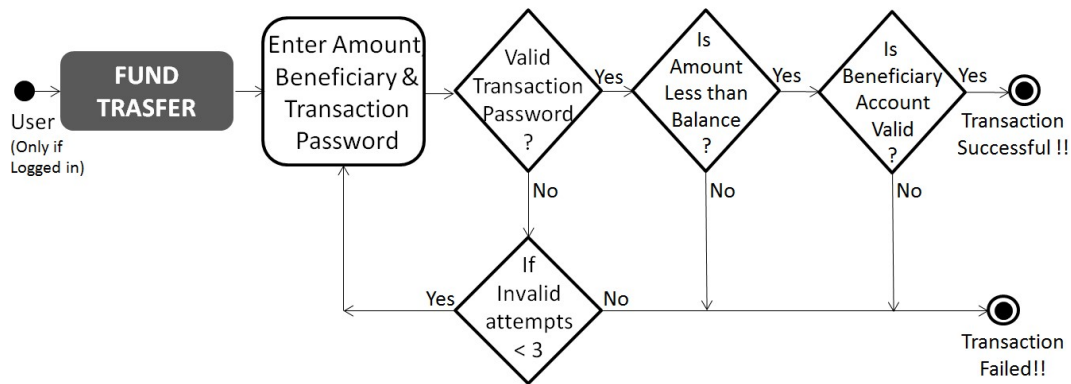 User
(Only if
Logged in)
FUND
TRASFER
Enter Amount,
Beneficiary &
Transaction
Password
Valid
Transaction
Password
?
Yes
No
Is
Amount
Less than
Balance
?
Yes
No
Is
Beneficiary
Account
Valid
?
Yes
No
Transaction
Successful !!
If
Invalid
attempts
< 3
Yes
No
Transaction
Failed!!